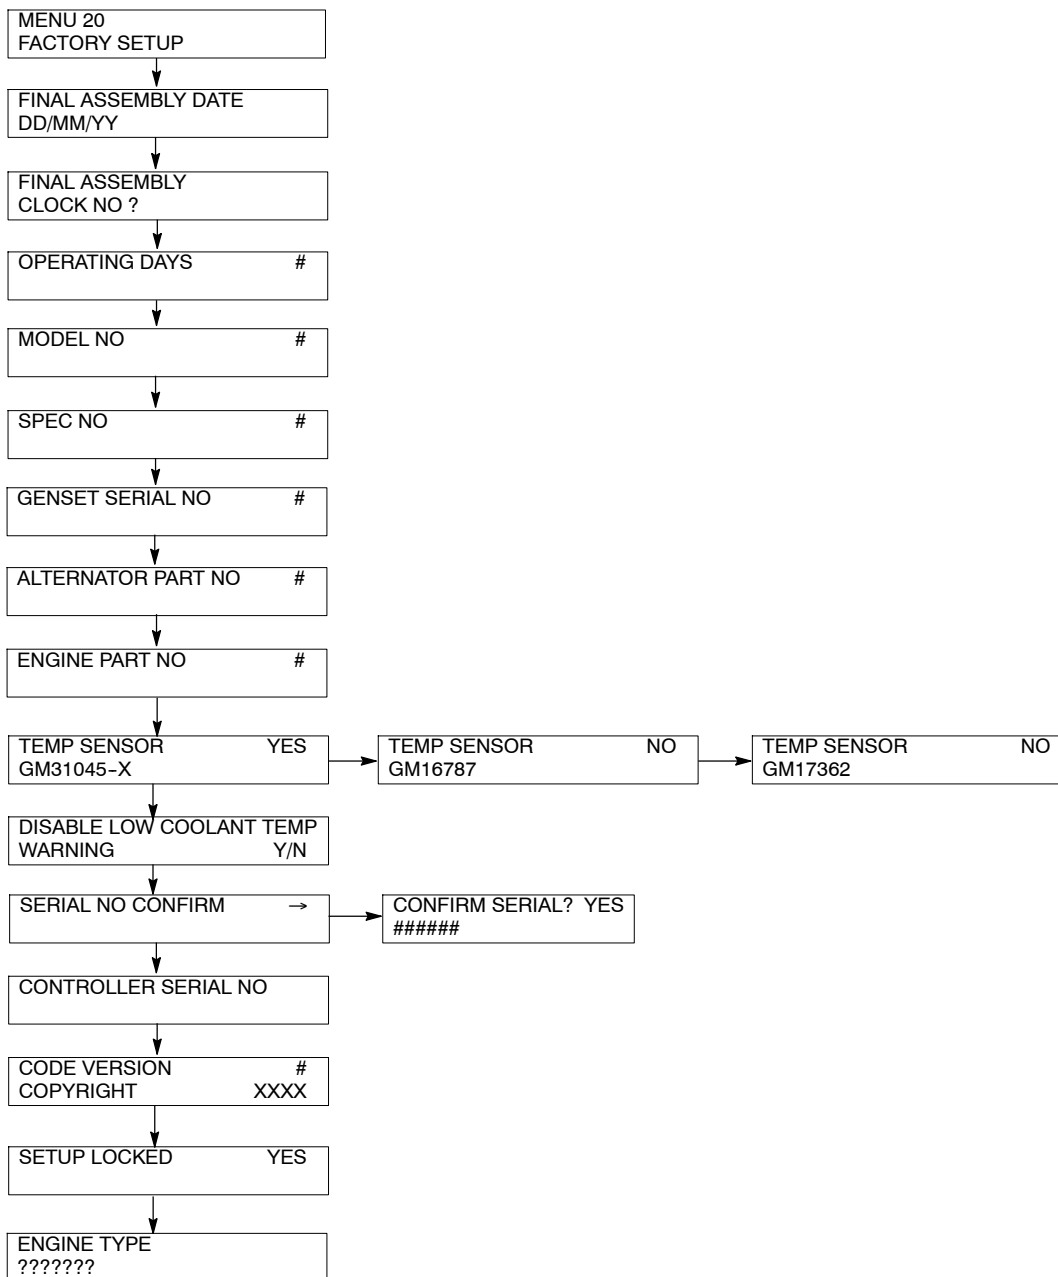 MENU 20
FACTORY SETUP
FINAL ASSEMBLY DATE
DD/MM/YY
FINAL ASSEMBLY
CLOCK NO ?
OPERATING DAYS #
MODEL NO #
SPEC NO #
GENSET SERIAL NO #
ALTERNATOR PART NO #
ENGINE PART NO #
TEMP SENSOR YES
GM31045-X
TEMP SENSOR NO
GM16787
TEMP SENSOR NO
GM17362
DISABLE LOW COOLANT TEMP
WARNING Y/N
SERIAL NO CONFIRM →
CONFIRM SERIAL? YES
######
CONTROLLER SERIAL NO
CODE VERSION #
COPYRIGHT XXXX
SETUP LOCKED YES
ENGINE TYPE
???????